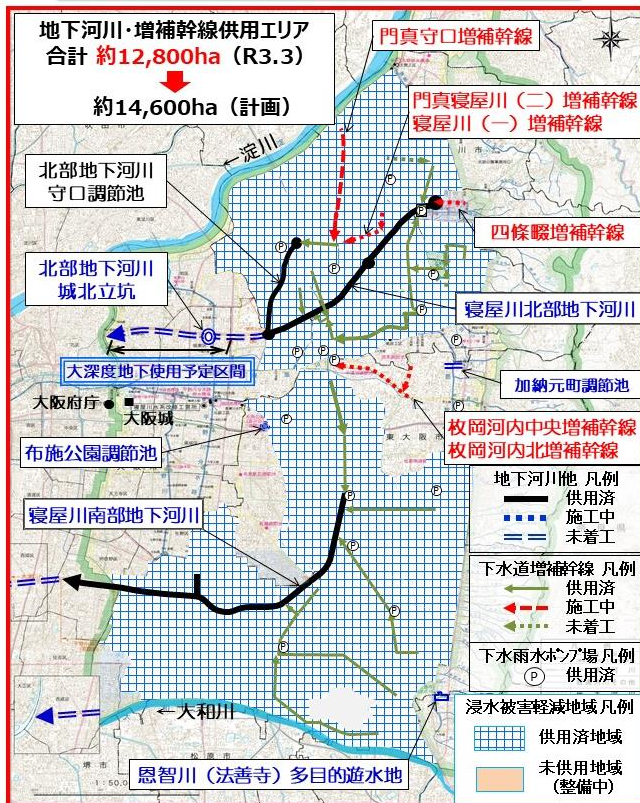 地下河川・増補幹線供用エリア
合計 約12,800ha（R3.3）
約14,600ha（計画）
門真守口増補幹線
門真寝屋川（二）増補幹線
寝屋川（一）増補幹線
←淀川
北部地下河川
守口調節池
四條畷増補幹線
北部地下河川
城北立坑
寝屋川北部地下河川
大深度地下使用予定区間
加納元町調節池
大阪府庁
大阪城
枚岡河内中央増補幹線
枚岡河内北増補幹線
東大阪市
布施公園調節池
寝屋川南部地下河川
地下河川他 凡例
供用済
施工中
未着工
下水道増補幹線 凡例
供用済
施工中
未着工
下水雨水ポンプ場 凡例
P 供用済
浸水被害軽減地域 凡例
供用済地域
未供用地域
（整備中）
←大和川
恩智川（法善寺）多目的遊水地
堺市
松原市
1:50,0